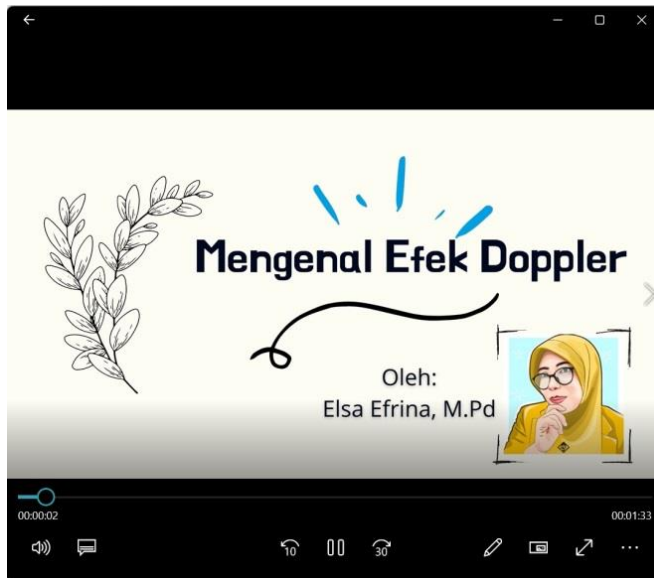 Mengenal Efek Doppler
Oleh:
Elsa Efrina, M.Pd
00:00:02
00:01:33
10
30